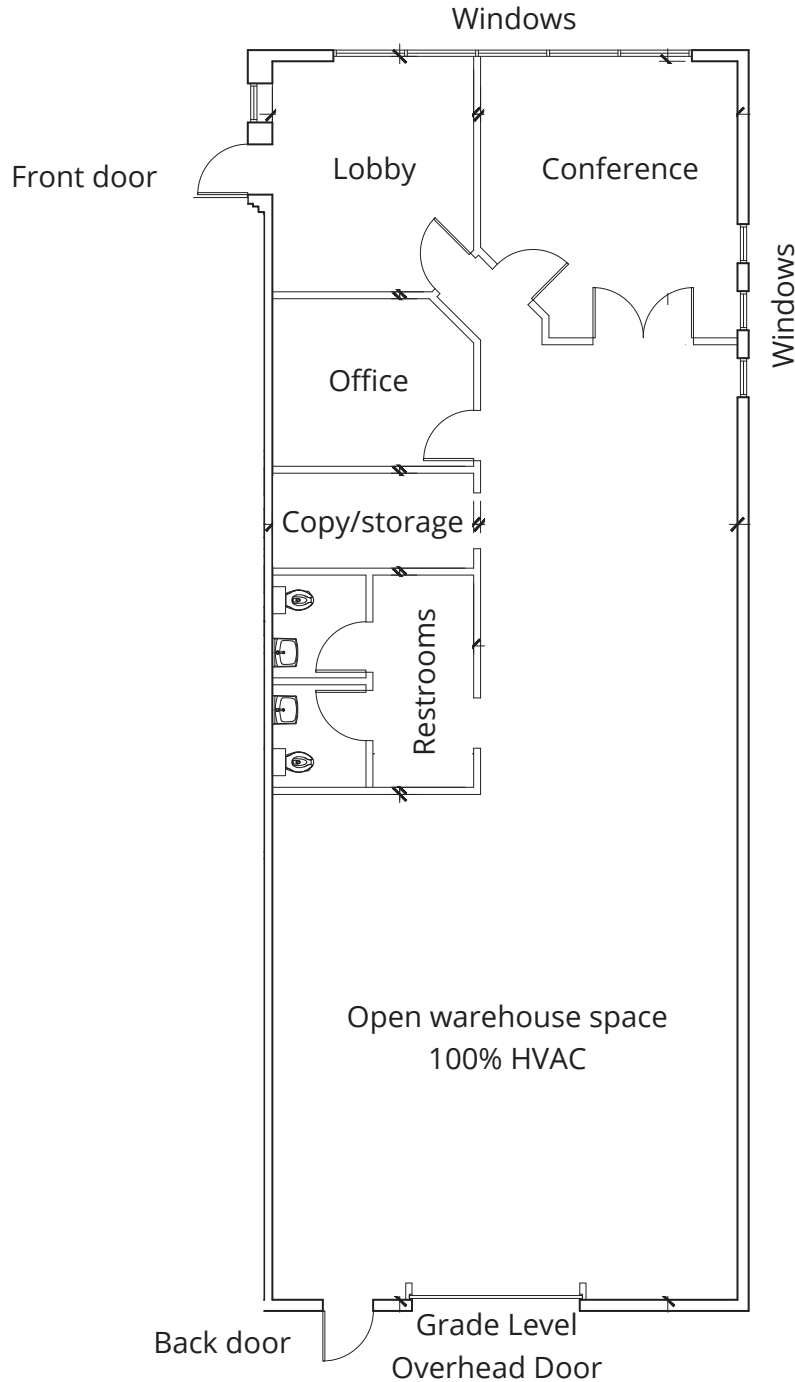 Windows
Front door
Lobby
Conference
Windows
Office
Copy/storage
Restrooms
Open warehouse space
100% HVAC
Back door
Grade Level
Overhead Door